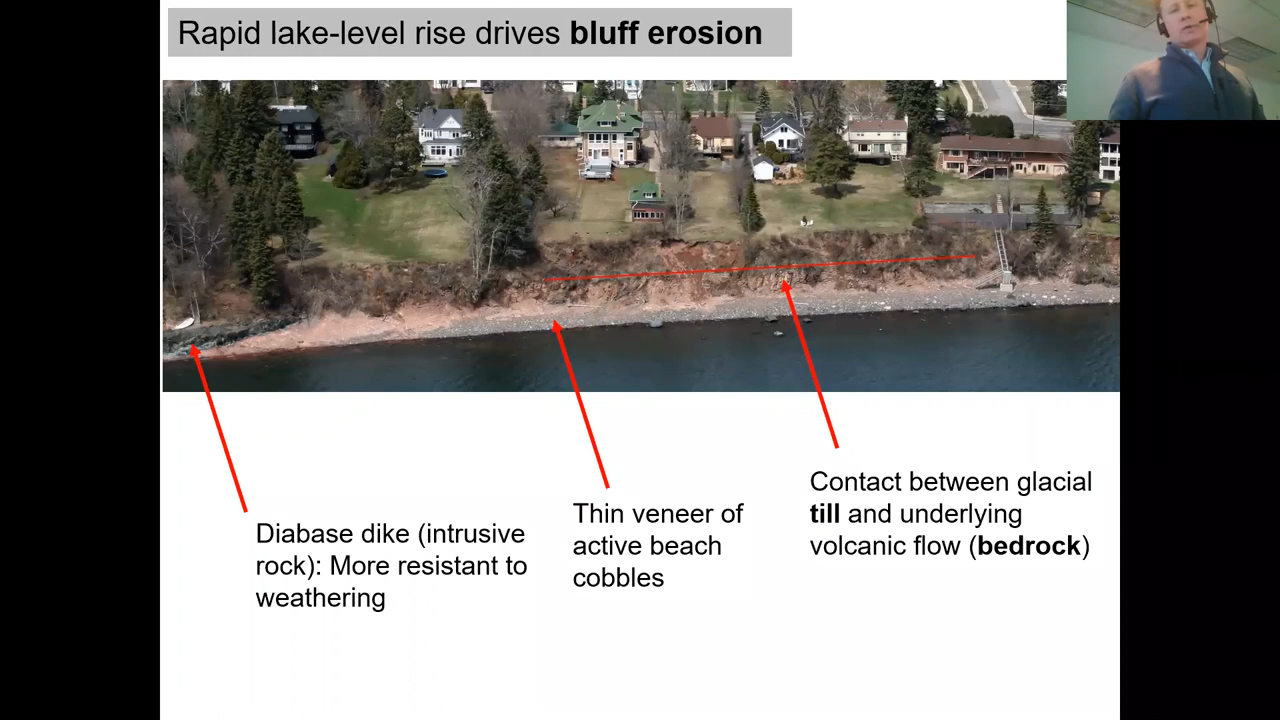 Rapid lake-level rise drives bluff erosion
Diabase dike (intrusive
rock): More resistant to
weathering
Thin veneer of
active beach
cobbles
Contact between glacial
till and underlying
volcanic flow (bedrock)